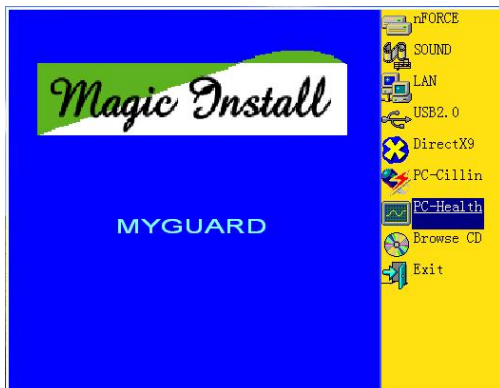 Magic Install
MYGUARD
nFORCE
SOUND
LAN
USB2.0
DirectX9
PC-Cillin
PC-Health
Browse CD
Exit